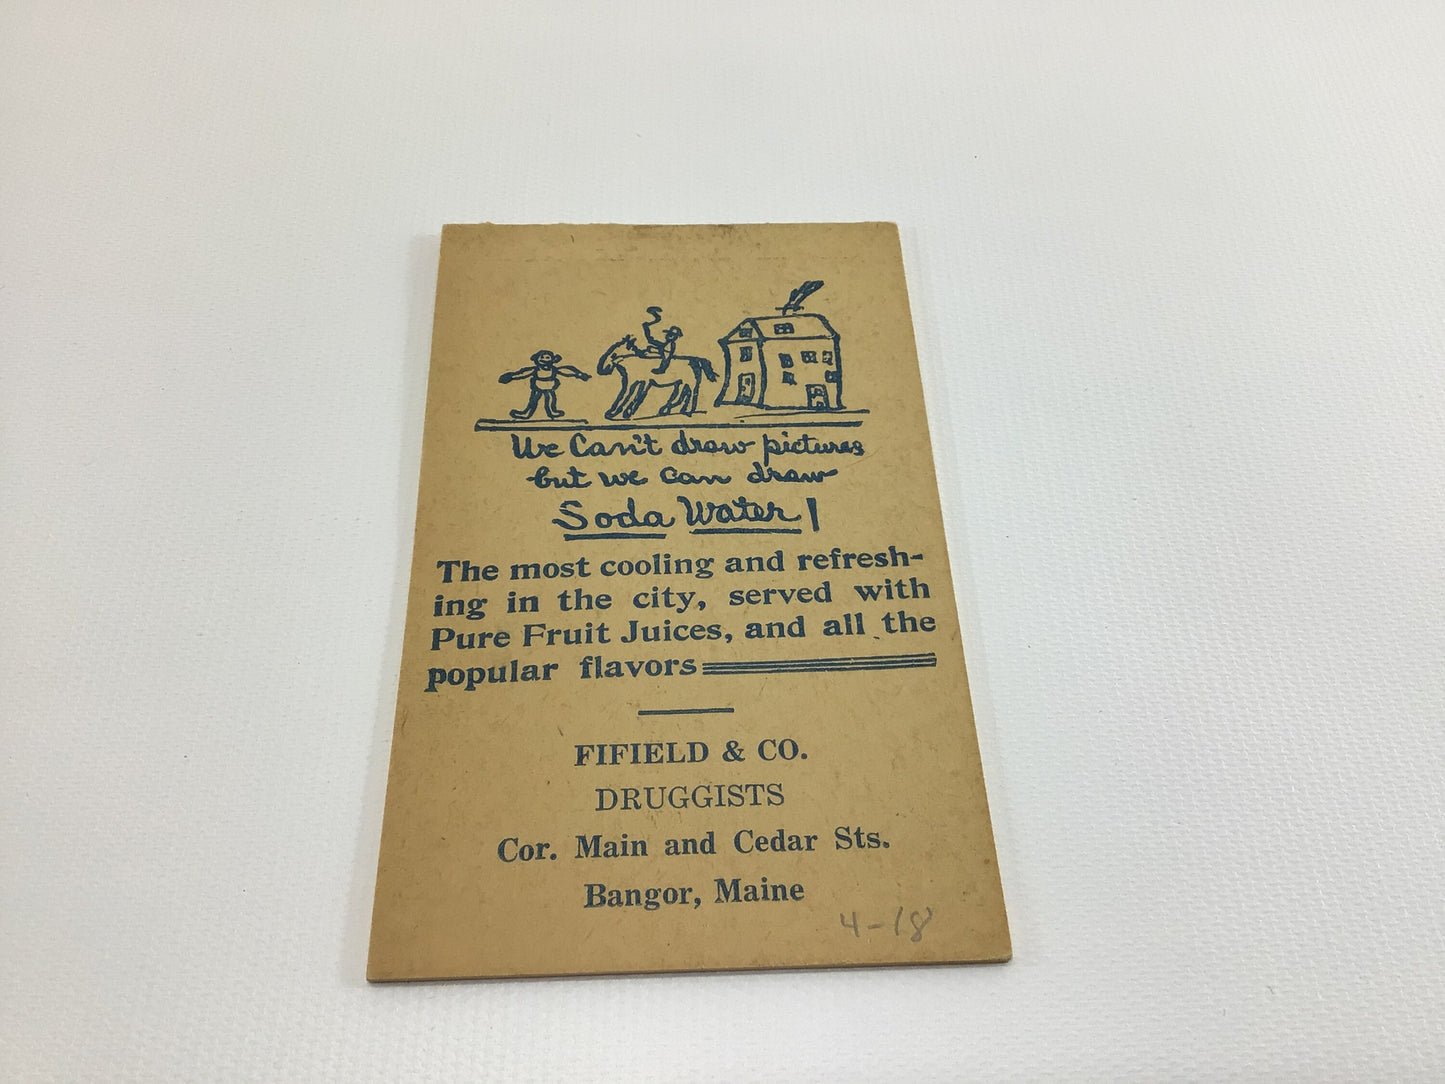 We Can't draw pictures
but we can draw
Soda Water!
The most cooling and refresh-
ing in the city, served with
Pure Fruit Juices, and all the
popular flavors
FIFIELD & CO.
DRUGGISTS
Cor. Main and Cedar Sts.
Bangor, Maine
4-18